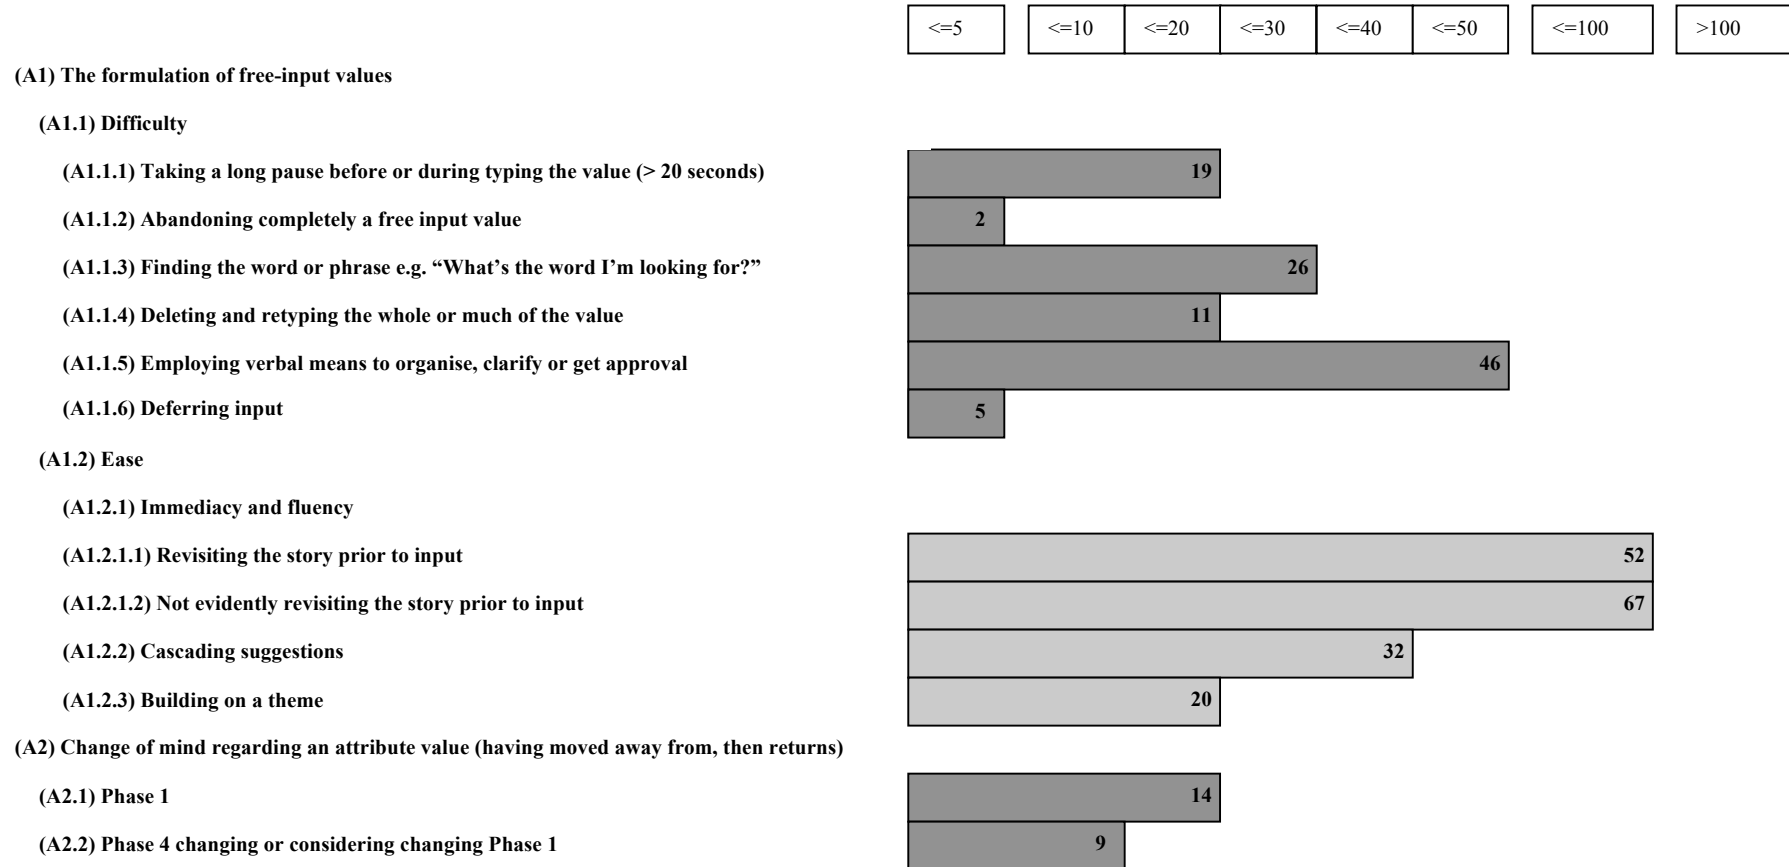 <=5 <=10 <=20 <=30 <=40 <=50 <=100 >100
(A1) The formulation of free-input values
(A1.1) Difficulty
(A1.1.1) Taking a long pause before or during typing the value (> 20 seconds) 19
(A1.1.2) Abandoning completely a free input value 2
(A1.1.3) Finding the word or phrase e.g. “What’s the word I’m looking for?” 26
(A1.1.4) Deleting and retyping the whole or much of the value 11
(A1.1.5) Employing verbal means to organise, clarify or get approval 46
(A1.1.6) Deferring input 5
(A1.2) Ease
(A1.2.1) Immediacy and fluency
(A1.2.1.1) Revisiting the story prior to input 52
(A1.2.1.2) Not evidently revisiting the story prior to input 67
(A1.2.2) Cascading suggestions 32
(A1.2.3) Building on a theme 20
(A2) Change of mind regarding an attribute value (having moved away from, then returns)
(A2.1) Phase 1 14
(A2.2) Phase 4 changing or considering changing Phase 1 9